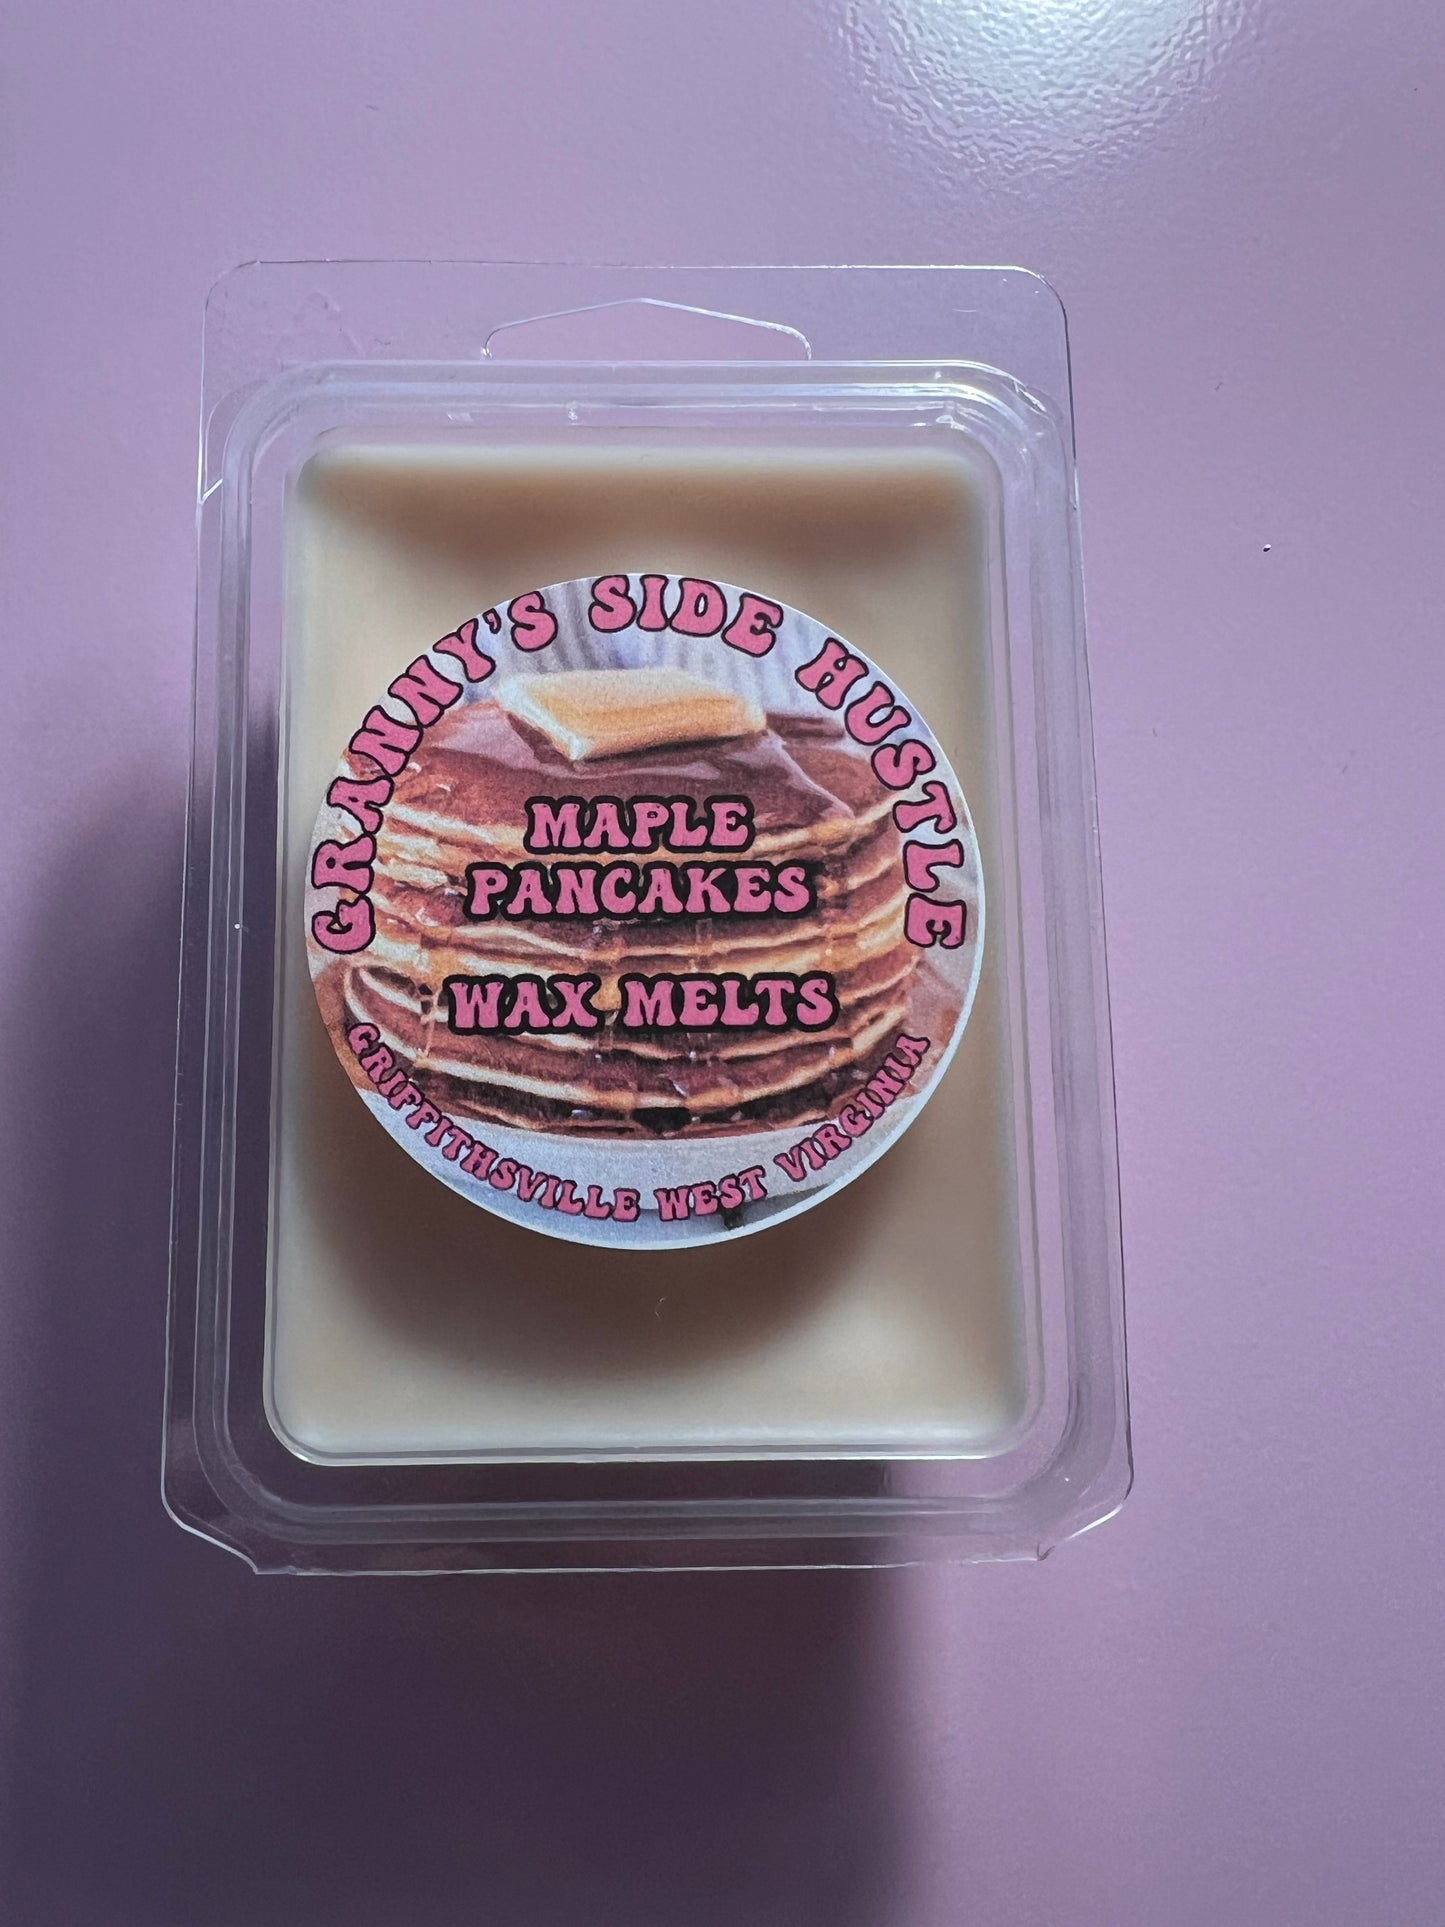 GRANNY'S SIDE HUSTLE
MAPLE
PANCAKES
WAX MELTS
GRIFFITHSVILLE WEST VIRGINIA